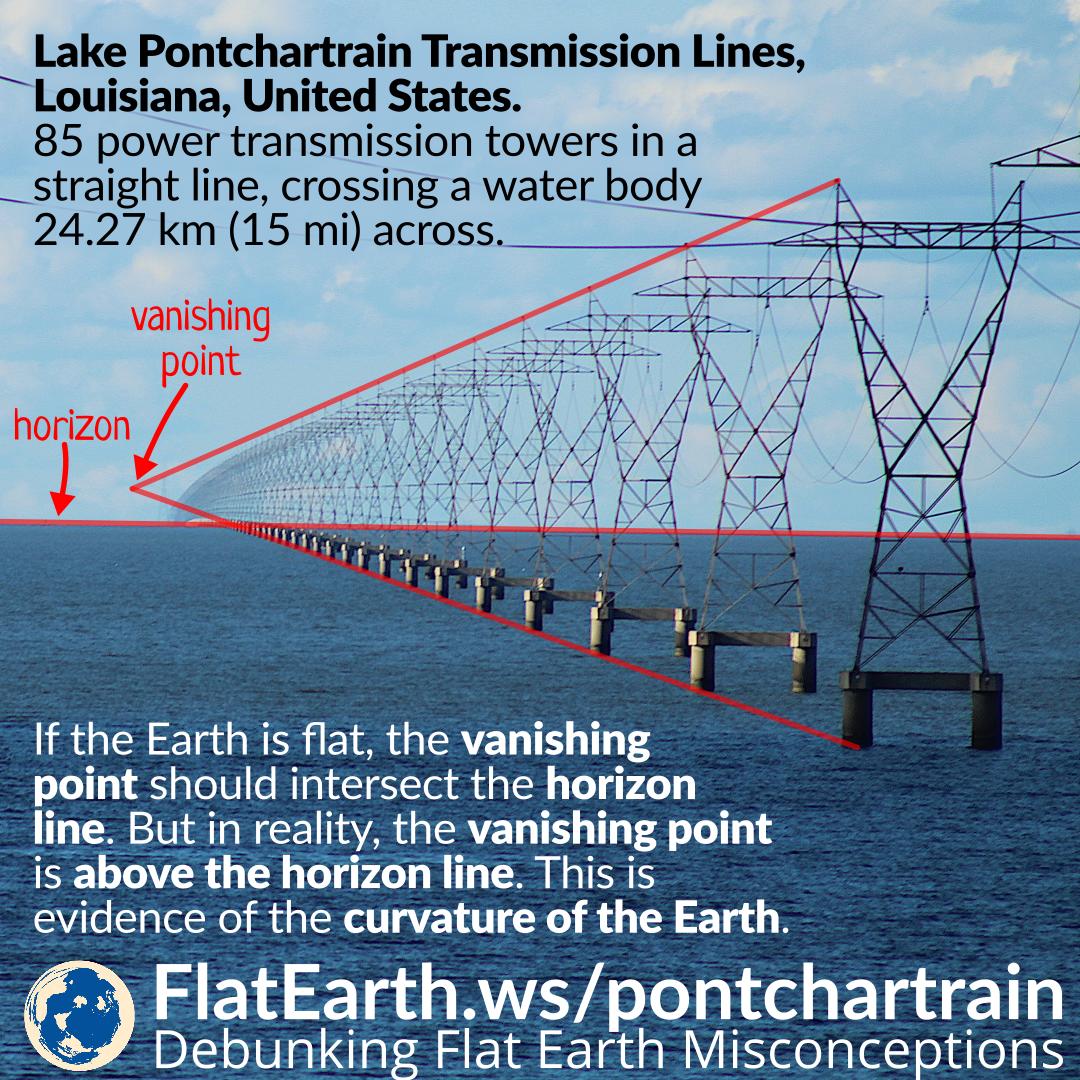 Lake Pontchartrain Transmission Lines,
Louisiana, United States.
85 power transmission towers in a
straight line, crossing a water body
24.27 km (15 mi) across.
vanishing
point
horizon
If the Earth is flat, the vanishing
point should intersect the horizon
line. But in reality, the vanishing point
is above the horizon line. This is
evidence of the curvature of the Earth.
FlatEarth.ws/pontchartrain
Debunking Flat Earth Misconceptions